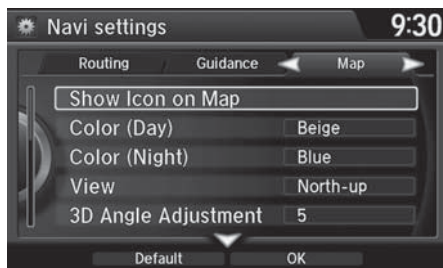 Navi settings 9:30
Routing Guidance Map
Show Icon on Map
Color (Day) Beige
Color (Night) Blue
View North-up
3D Angle Adjustment 5
Default OK